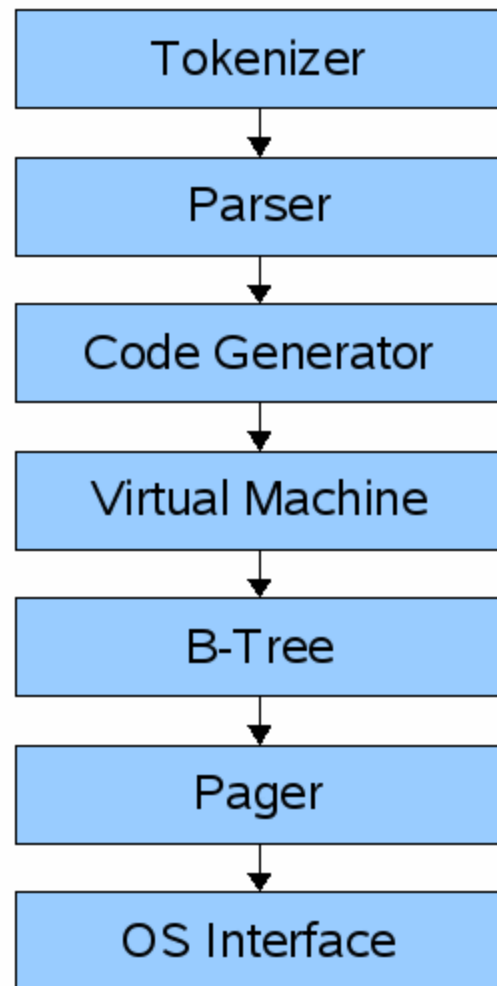 Tokenizer
Parser
Code Generator
Virtual Machine
B-Tree
Pager
OS Interface